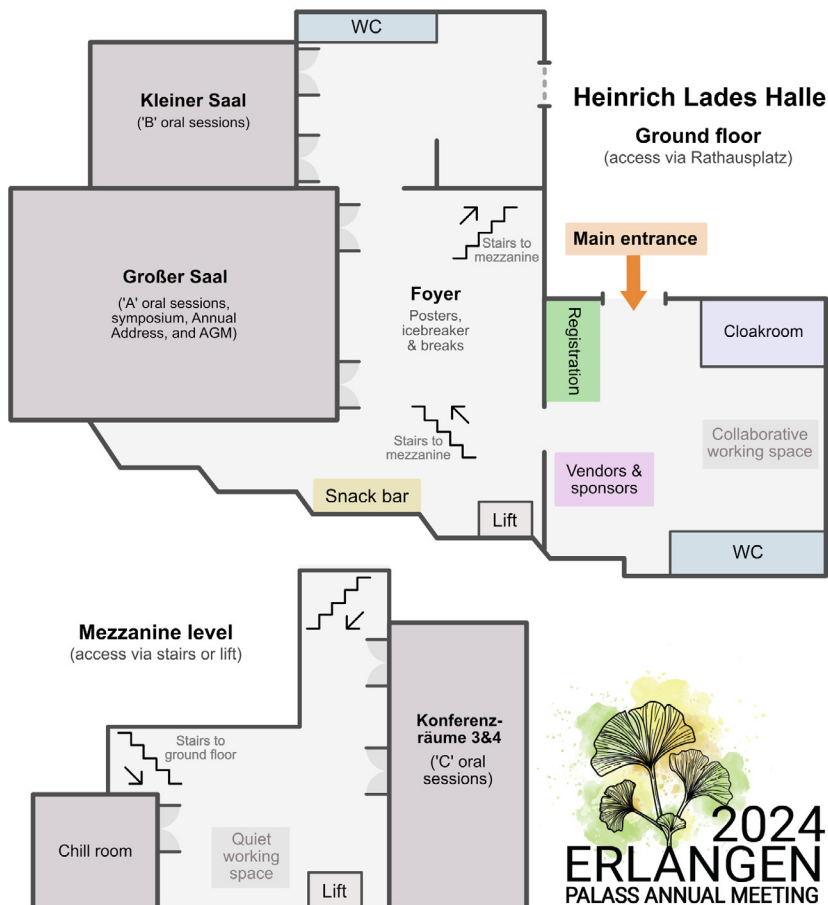 WC
Kleiner Saal
('B' oral sessions)
Heinrich Lades Halle
Ground floor
(access via Rathausplatz)
Stairs to
mezzanine
Main entrance
Großer Saal
('A' oral sessions,
symposium, Annual
Address, and AGM)
Foyer
Posters,
icebreaker
& breaks
Registration
Cloakroom
Stairs to
mezzanine
Collaborative
working space
Vendors &
sponsors
Snack bar
Lift
WC
Mezzanine level
(access via stairs or lift)
Stairs to
ground floor
Konferenz-
räume 3&4
('C' oral
sessions)
Chill room
Quiet
working
space
Lift
2024
ERLANGEN
PALASS ANNUAL MEETING